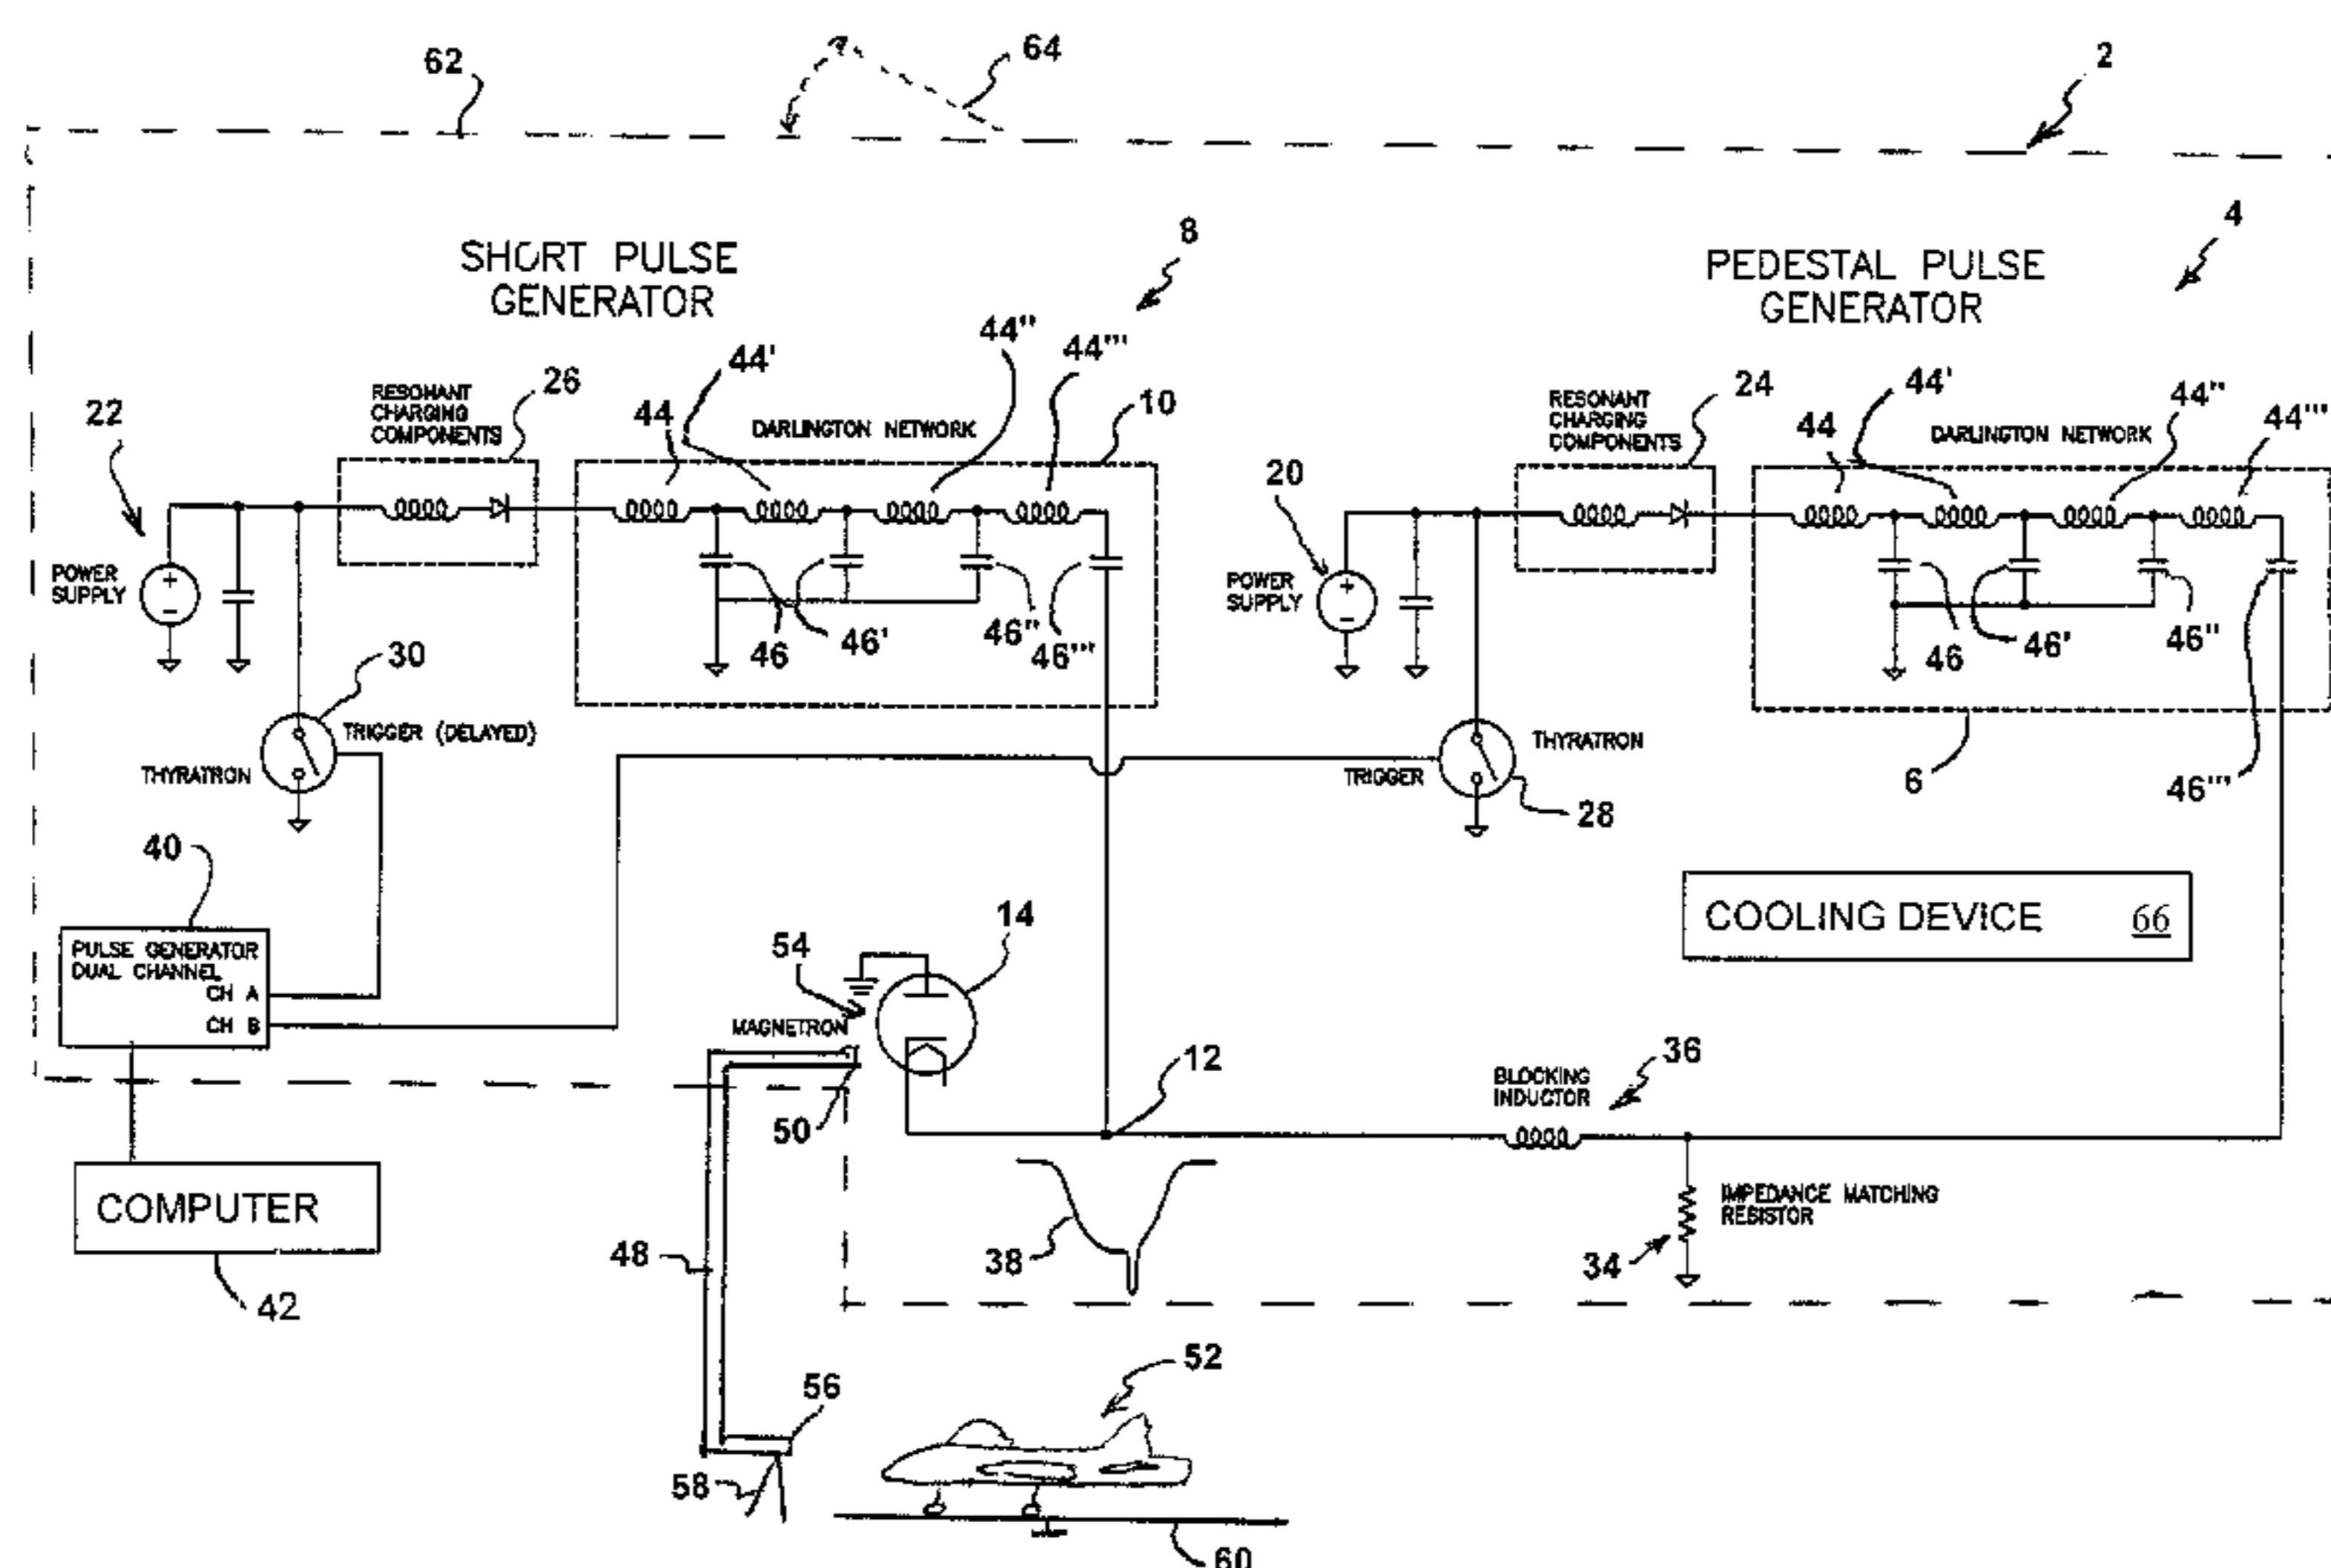 62
64
2
SHORT PULSE
GENERATOR
8
PEDESTAL PULSE
GENERATOR
4
22
RESONANT
CHARGING
COMPONENTS
26
44
44'
44"
44'''
DARLINGTON NETWORK
10
POWER
SUPPLY
46
46'
46"
46'''
20
RESONANT
CHARGING
COMPONENTS
24
44
44'
44"
44'''
DARLINGTON NETWORK
POWER
SUPPLY
46
46'
46"
46'''
30
TRIGGER (DELAYED)
THYRATRON
THYRATRON
TRIGGER
28
6
40
PULSE GENERATOR
DUAL CHANNEL
CH A
CH B
54
14
MAGNETRON
COOLING DEVICE 66
50
12
BLOCKING
INDUCTOR
36
COMPUTER
42
48
38
IMPEDANCE MATCHING
RESISTOR
34
52
56
58
60